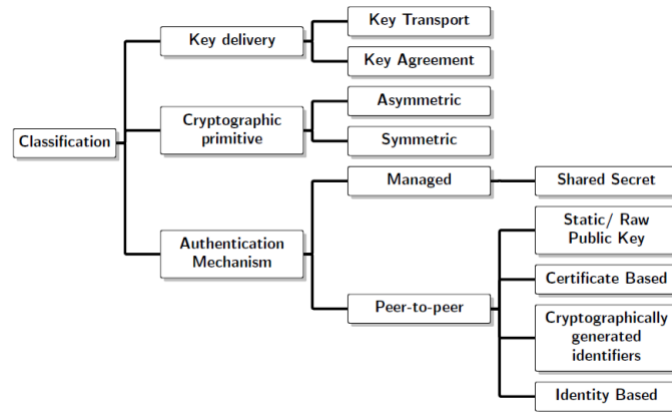 Classification
Key delivery
Key Transport
Key Agreement
Cryptographic
primitive
Asymmetric
Symmetric
Authentication
Mechanism
Managed
Shared Secret
Peer-to-peer
Static/ Raw
Public Key
Certificate Based
Cryptographically
generated
identifiers
Identity Based